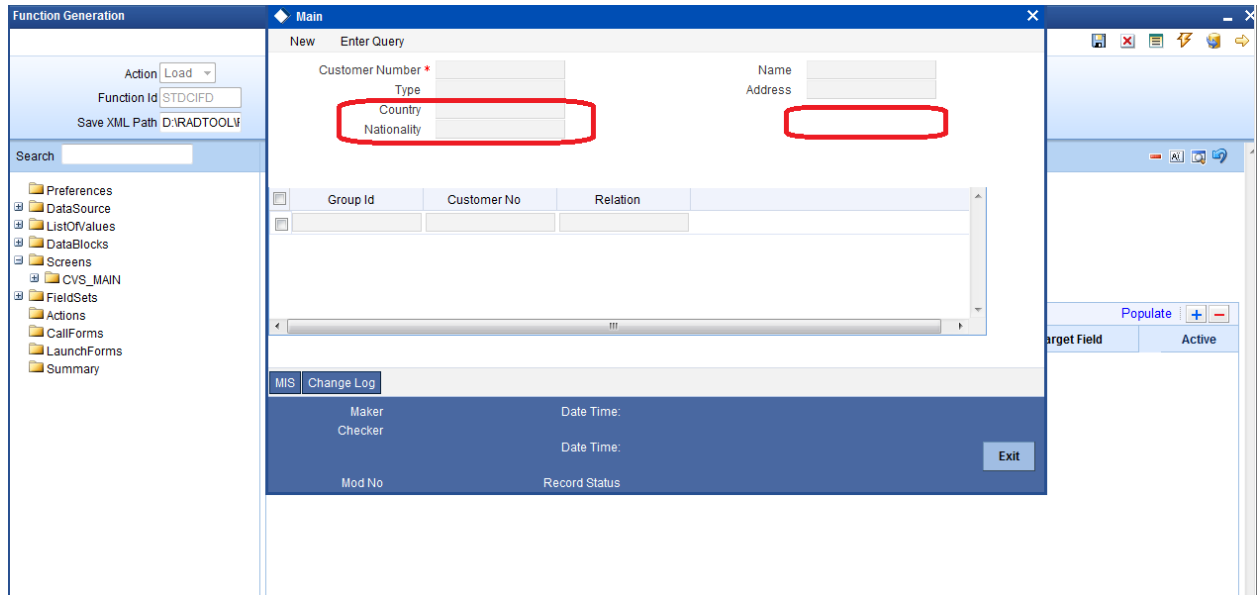 Function Generation
Main
New Enter Query
Action Load
Function Id STDCIFD
Save XML Path D:\RADTOOL\F
Search
Preferences
DataSource
ListOfValues
DataBlocks
Screens
CVS_MAIN
FieldSets
Actions
CallForms
LaunchForms
Summary
Customer Number *
Name
Type
Address
Country
Nationality
Group Id Customer No Relation
Populate
arget Field Active
MIS Change Log
Maker Date Time:
Checker
Date Time:
Exit
Mod No Record Status